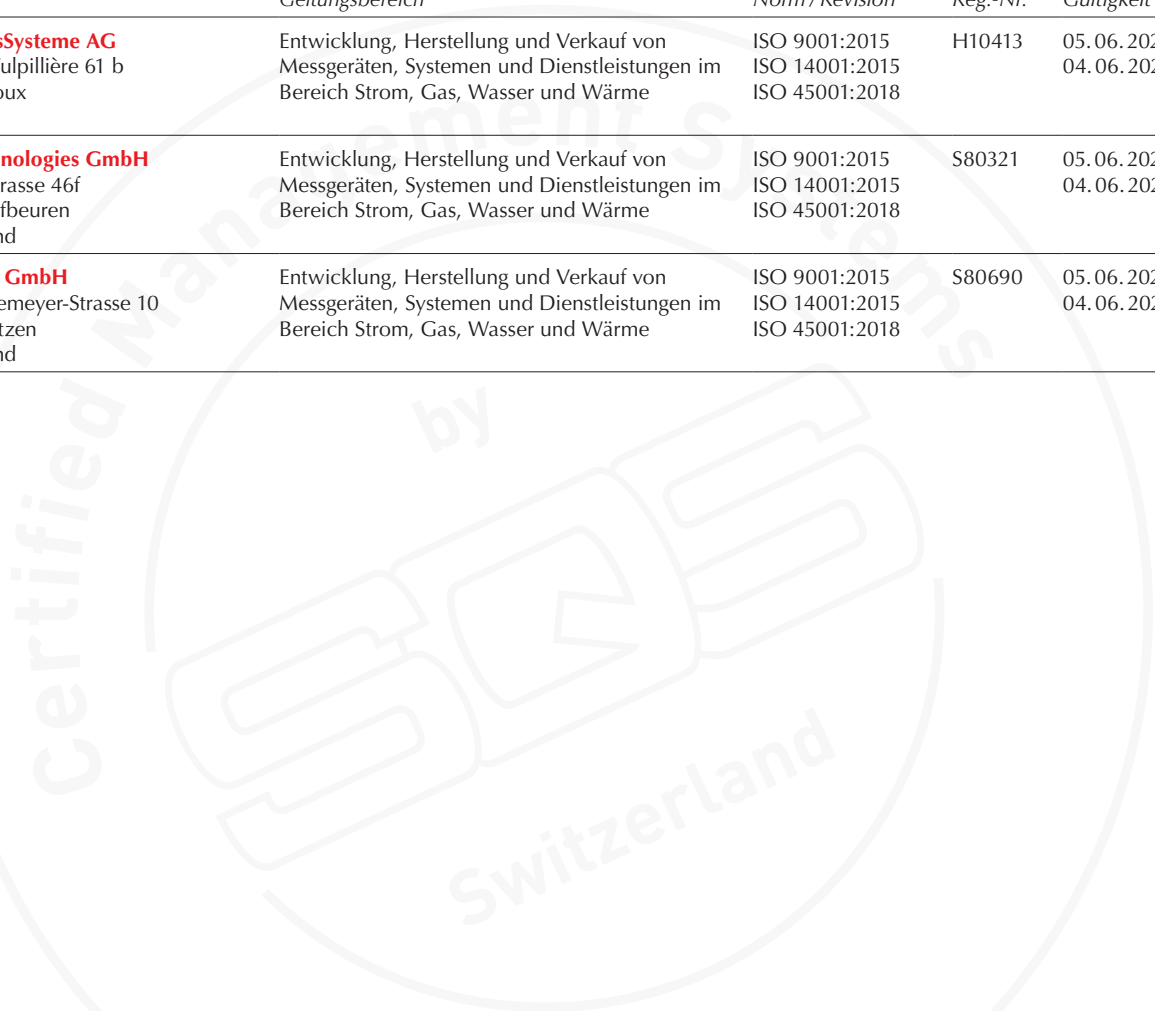 Geltungsbereich Norm / Revision Reg.-Nr. Gültigkeit
sSysteme AG Entwicklung, Herstellung und Verkauf von ISO 9001:2015 H10413 05. 06. 202
ulpillière 61 b Messgeräten, Systemen und Dienstleistungen im ISO 14001:2015 04. 06. 202
oux Bereich Strom, Gas, Wasser und Wärme ISO 45001:2018
nologies GmbH Entwicklung, Herstellung und Verkauf von ISO 9001:2015 S80321 05. 06. 202
rasse 46f Messgeräten, Systemen und Dienstleistungen im ISO 14001:2015 04. 06. 202
fbeuren Bereich Strom, Gas, Wasser und Wärme ISO 45001:2018
nd
GmbH Entwicklung, Herstellung und Verkauf von ISO 9001:2015 S80690 05. 06. 202
emeyer-Strasse 10 Messgeräten, Systemen und Dienstleistungen im ISO 14001:2015 04. 06. 202
tzen Bereich Strom, Gas, Wasser und Wärme ISO 45001:2018
nd
Certified Management Systems
by
SQS
Switzerland